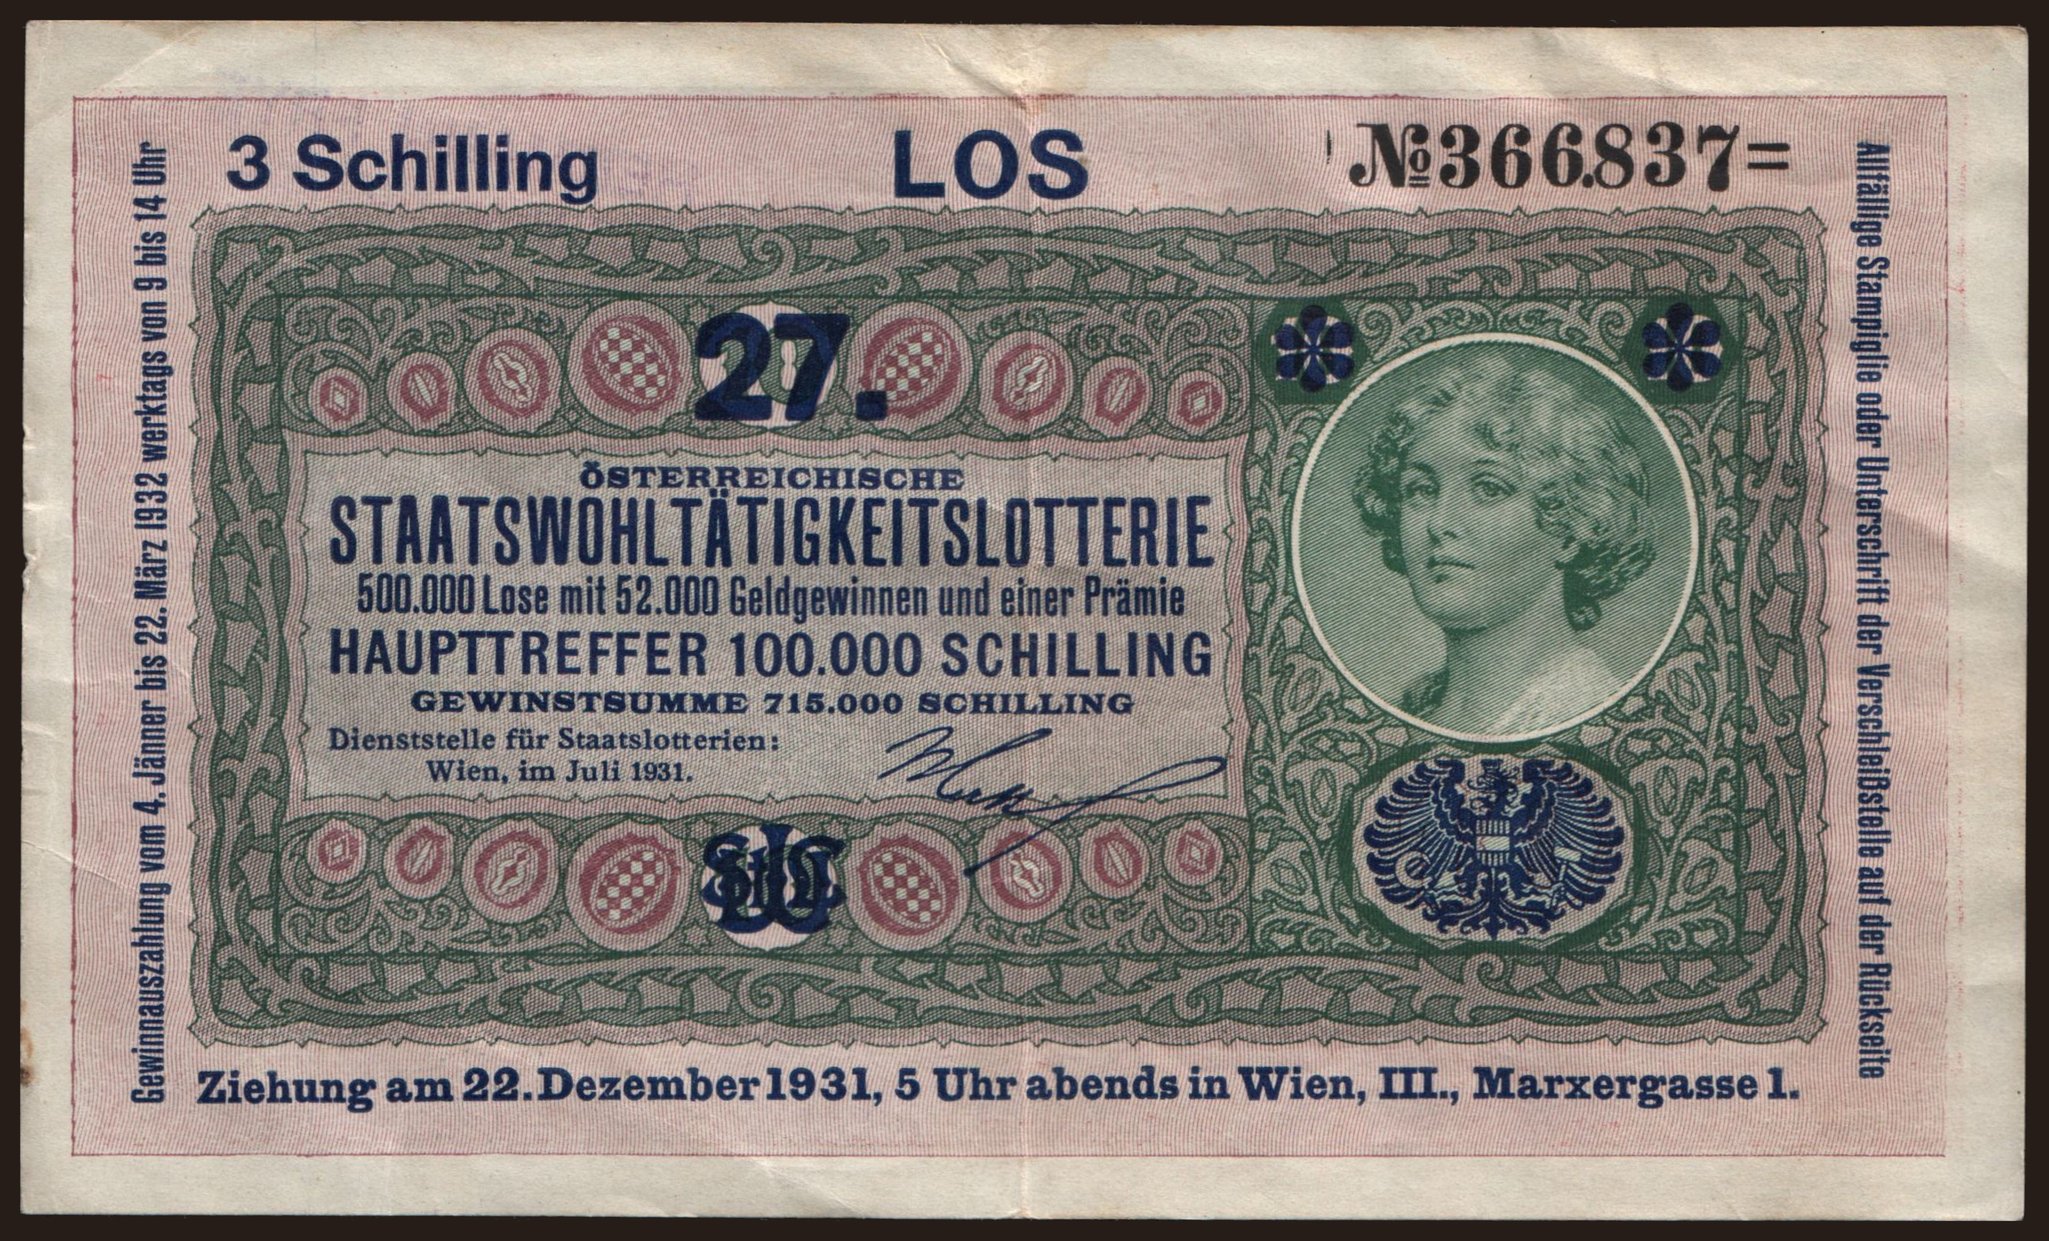 3 Schilling
LOS
№366.837=
27.
ÖSTERREICHISCHE
STAATSWOHLTÄTIGKEITSLOTTERIE
500.000 Lose mit 52.000 Geldgewinnen und einer Prämie
HAUPTTREFFER 100.000 SCHILLING
GEWINSTSUMME 715.000 SCHILLING
Dienststelle für Staatslotterien:
Wien, im Juli 1931.
Ziehung am 22. Dezember 1931, 5 Uhr abends in Wien, III., Marxergasse 1.
Gewinnauszahlung vom 4. Jänner bis 22. März 1932 werktags von 9 bis 14 Uhr
Allfällige Stampiglie oder Unterschrift der Verschleißstelle auf der Rückseite